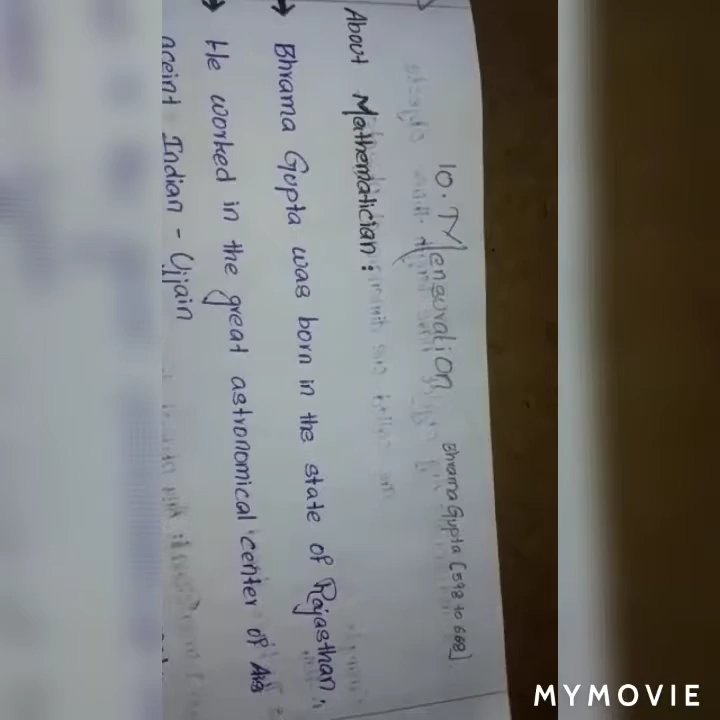 10. Mensuration
Bhrama Gupta [598 to 668]
About Mathematician:
→ Bhrama Gupta was born in the state of Rajasthan.
→ He worked in the great astronomical center of
aceint Indian - Ujjain
MYMOVIE